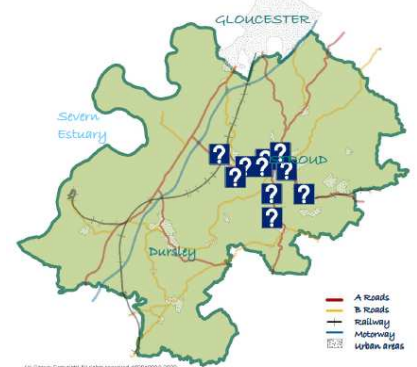 GLOUCESTER
Severn
Estuary
? ? ? ? ? ? ? ? ? ?
STROUD
Dursley
A Roads
B Roads
Railway
Motorway
Urban areas